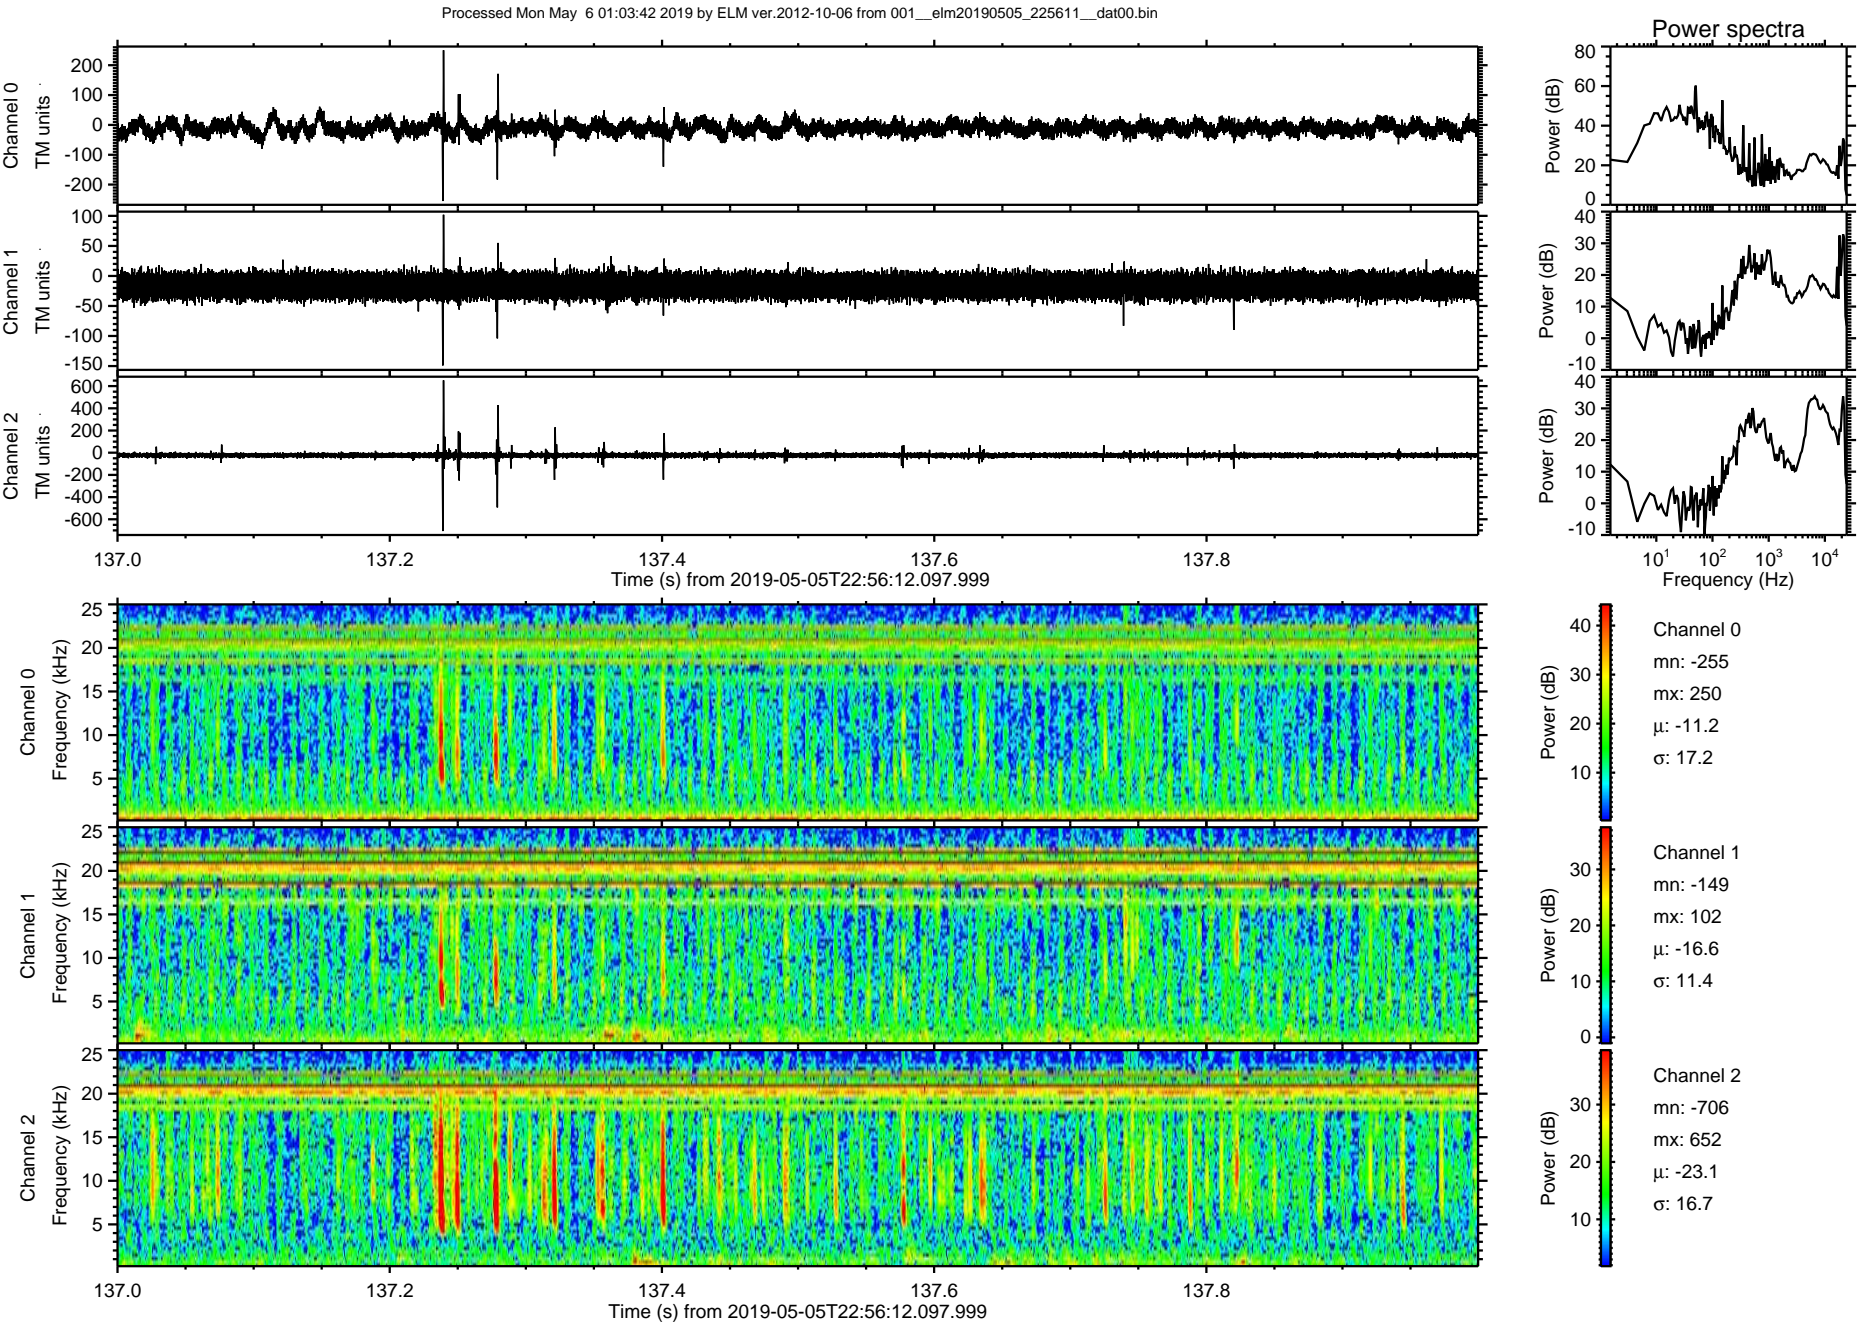 Processed Mon May  6 01:03:42 2019 by ELM ver.2012-10-06 from 001__elm20190505_225611__dat00.bin
Power spectra
Channel 0
TM units
200
100
0
-100
-200
Power (dB)
80
60
40
20
0
Channel 1
TM units
100
50
0
-50
-100
-150
Power (dB)
40
30
20
10
0
-10
Channel 2
TM units
600
400
200
0
-200
-400
-600
Power (dB)
40
30
20
10
0
-10
137.0 137.2 137.4 137.6 137.8
Time (s) from 2019-05-05T22:56:12.097.999
10¹ 10² 10³ 10⁴
Frequency (Hz)
Channel 0
Frequency (kHz)
25
20
15
10
5
Power (dB)
40
30
20
10
Channel 0
mn: -255
mx: 250
μ: -11.2
σ: 17.2
Channel 1
Frequency (kHz)
25
20
15
10
5
Power (dB)
30
20
10
0
Channel 1
mn: -149
mx: 102
μ: -16.6
σ: 11.4
Channel 2
Frequency (kHz)
25
20
15
10
5
Power (dB)
30
20
10
Channel 2
mn: -706
mx: 652
μ: -23.1
σ: 16.7
137.0 137.2 137.4 137.6 137.8
Time (s) from 2019-05-05T22:56:12.097.999